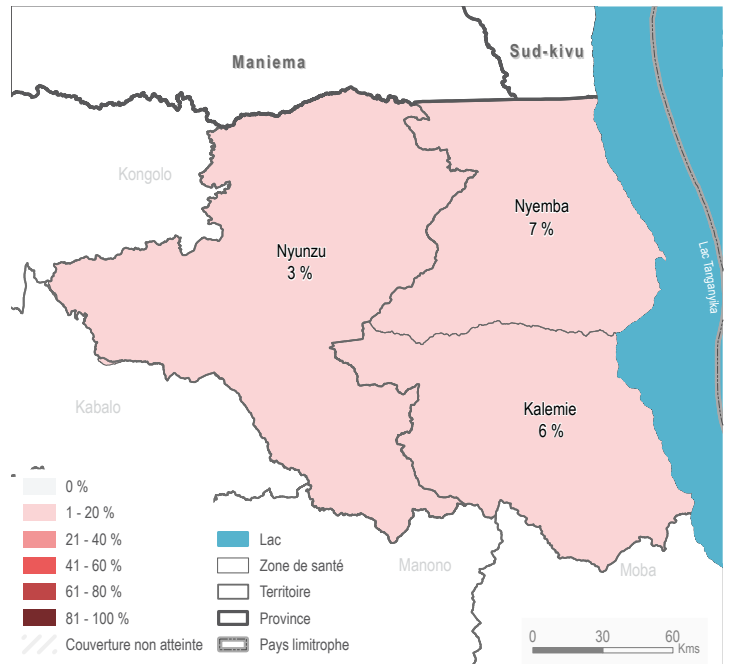 Maniema
Sud-kivu
Kongolo
Nyemba
7 %
Nyunzu
3 %
Lac Tanganyika
Kabalo
Kalemie
6 %
Manono
Moba
0 %
1 - 20 %
21 - 40 %
41 - 60 %
61 - 80 %
81 - 100 %
Couverture non atteinte
Lac
Zone de santé
Territoire
Province
Pays limitrophe
0 30 60
Kms